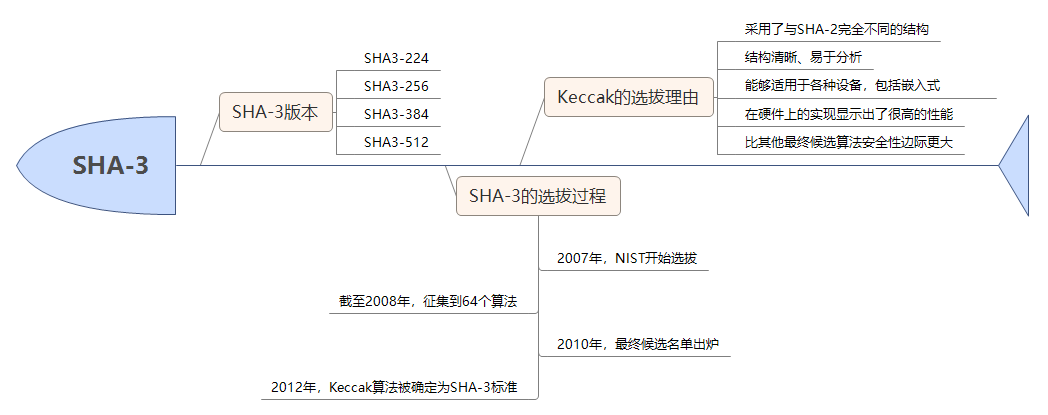 SHA-3
SHA-3版本
SHA3-224
SHA3-256
SHA3-384
SHA3-512
Keccak的选拔理由
采用了与SHA-2完全不同的结构
结构清晰、易于分析
能够适用于各种设备，包括嵌入式
在硬件上的实现显示出了很高的性能
比其他最终候选算法安全性边际更大
SHA-3的选拔过程
2007年，NIST开始选拔
截至2008年，征集到64个算法
2010年，最终候选名单出炉
2012年，Keccak算法被确定为SHA-3标准